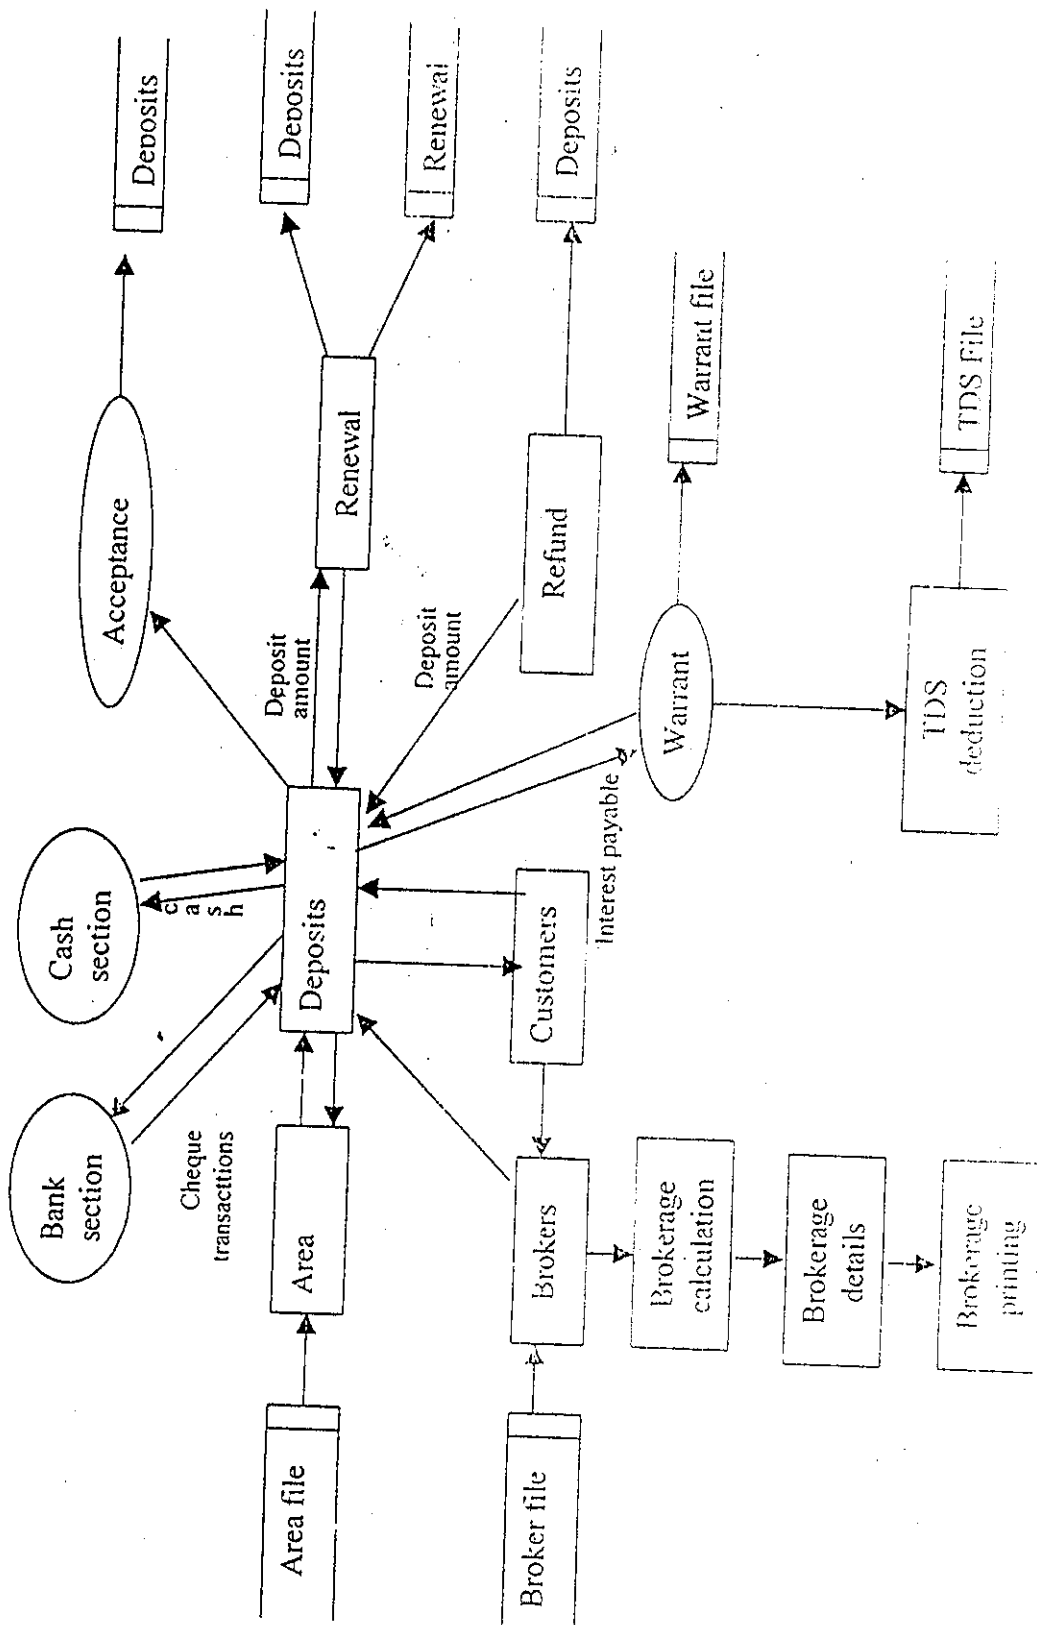 Bank
section
Cash
section
Acceptance
Deposits
Cheque
transacttions
c
a
s
h
Deposit
amount
Deposits
Area file
Area
Deposits
Renewal
Renewal
Deposit
amount
Broker file
Brokers
Customers
Refund
Deposits
Interest payable
Brokerage
calculation
Warrant
Warrant file
Brokerage
details
Brokerage
printing
TDS
deduction
TDS File